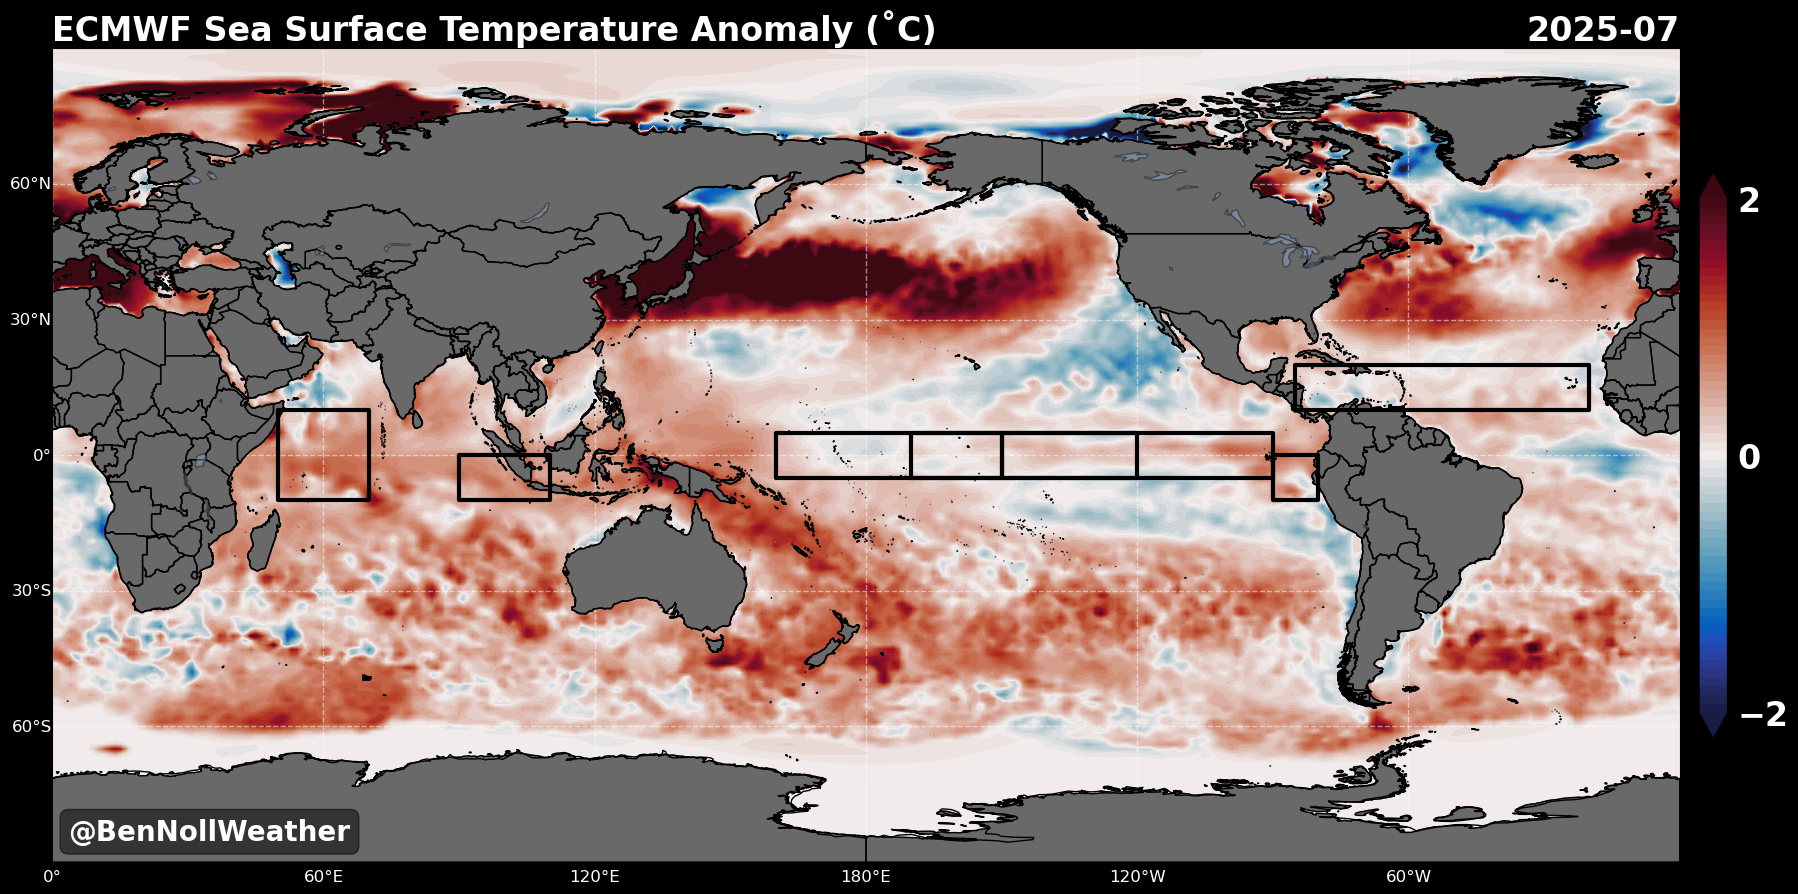 ECMWF Sea Surface Temperature Anomaly (˚C)
2025-07
60°N
30°N
0°
30°S
60°S
0°
60°E
120°E
180°E
120°W
60°W
2
0
−2
@BenNollWeather